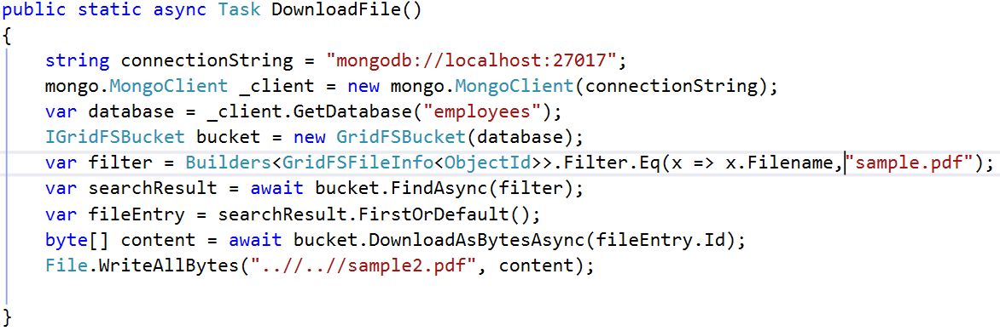 public static async Task DownloadFile()
{
string connectionString = "mongodb://localhost:27017";
mongo.MongoClient _client = new mongo.MongoClient(connectionString);
var database = _client.GetDatabase("employees");
IGridFSBucket bucket = new GridFSBucket(database);
var filter = Builders<GridFSFileInfo<ObjectId>>.Filter.Eq(x => x.Filename,"sample.pdf");
var searchResult = await bucket.FindAsync(filter);
var fileEntry = searchResult.FirstOrDefault();
byte[] content = await bucket.DownloadAsBytesAsync(fileEntry.Id);
File.WriteAllBytes("..//..//sample2.pdf", content);
}